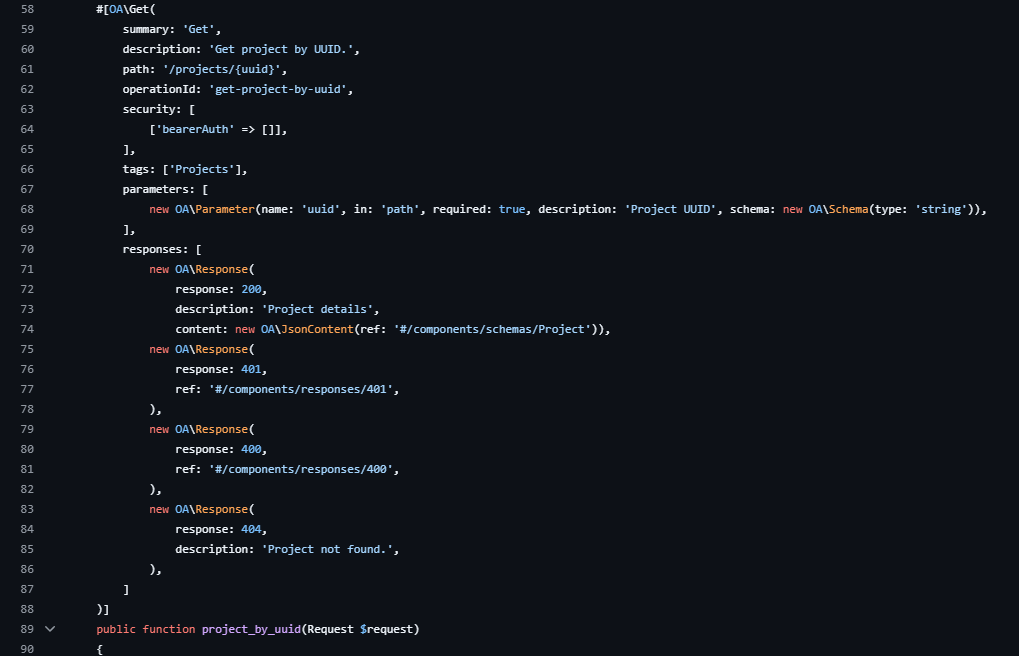 58 #[OA\Get(
59 summary: 'Get',
60 description: 'Get project by UUID.',
61 path: '/projects/{uuid}',
62 operationId: 'get-project-by-uuid',
63 security: [
64 ['bearerAuth' => []],
65 ],
66 tags: ['Projects'],
67 parameters: [
68 new OA\Parameter(name: 'uuid', in: 'path', required: true, description: 'Project UUID', schema: new OA\Schema(type: 'string')),
69 ],
70 responses: [
71 new OA\Response(
72 response: 200,
73 description: 'Project details',
74 content: new OA\JsonContent(ref: '#/components/schemas/Project')),
75 new OA\Response(
76 response: 401,
77 ref: '#/components/responses/401',
78 ),
79 new OA\Response(
80 response: 400,
81 ref: '#/components/responses/400',
82 ),
83 new OA\Response(
84 response: 404,
85 description: 'Project not found.',
86 ),
87 ]
88 )]
89 public function project_by_uuid(Request $request)
90 {